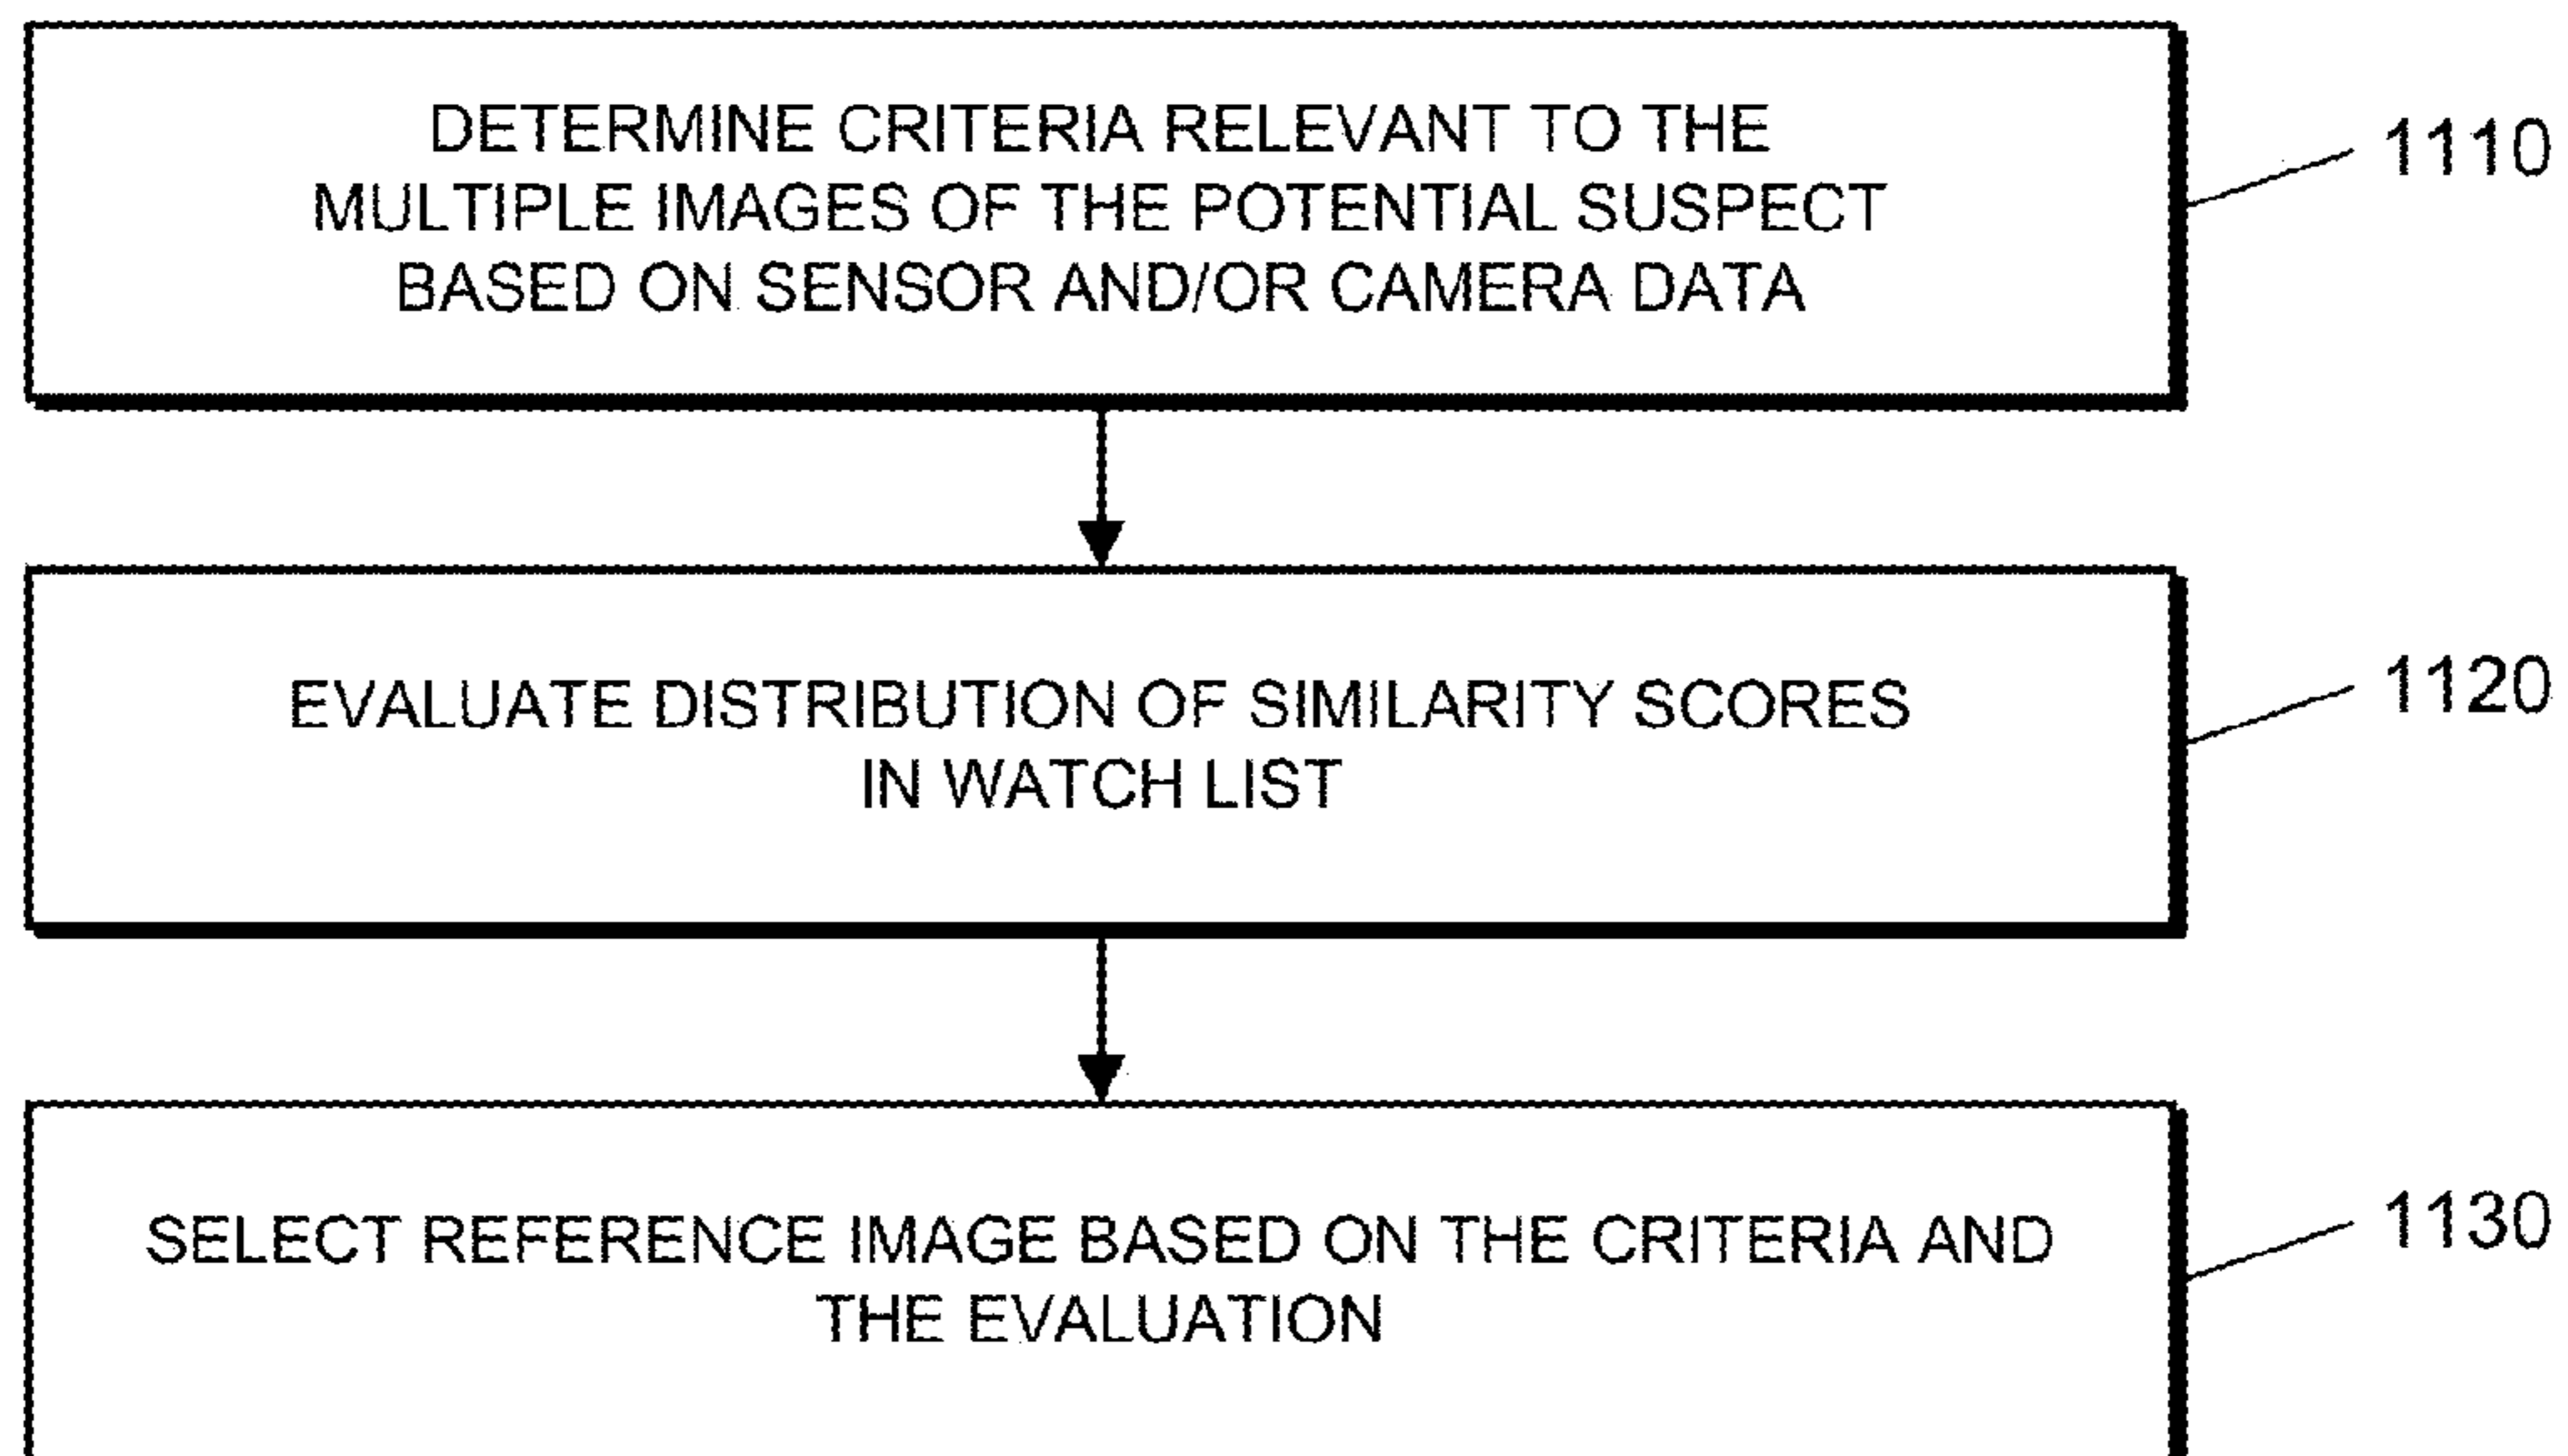 DETERMINE CRITERIA RELEVANT TO THE
MULTIPLE IMAGES OF THE POTENTIAL SUSPECT
BASED ON SENSOR AND/OR CAMERA DATA
1110
EVALUATE DISTRIBUTION OF SIMILARITY SCORES
IN WATCH LIST
1120
SELECT REFERENCE IMAGE BASED ON THE CRITERIA AND
THE EVALUATION
1130